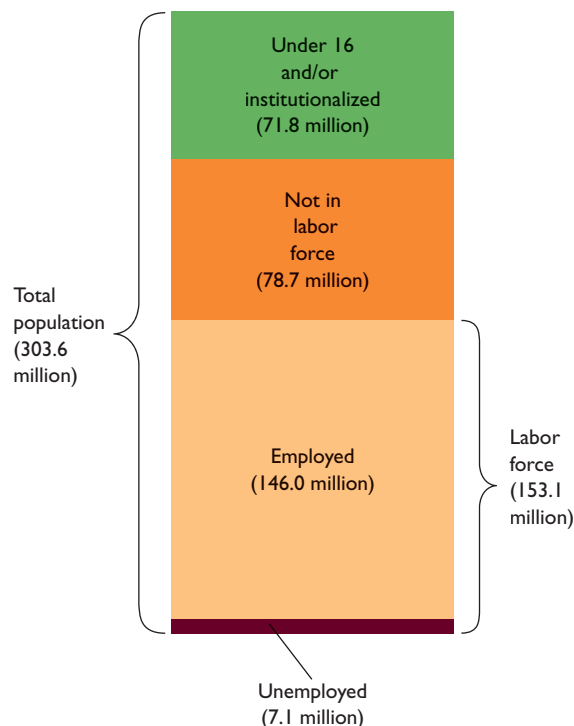 Under 16
and/or
institutionalized
(71.8 million)
Not in
labor
force
(78.7 million)
Total
population
(303.6
million)
Employed
(146.0 million)
Labor
force
(153.1
million)
Unemployed
(7.1 million)